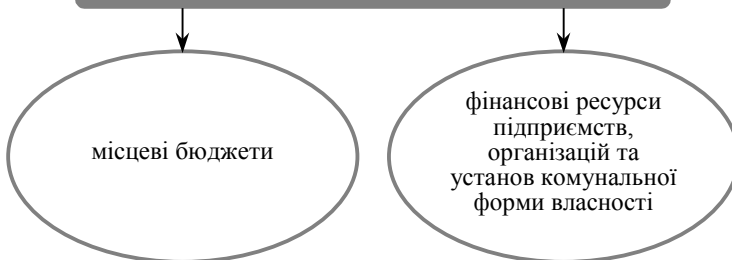 місцеві бюджети
фінансові ресурси
підприємств,
організацій та
установ комунальної
форми власності